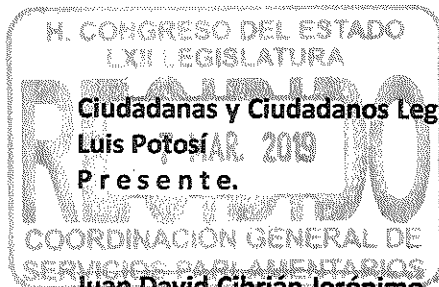 H. CONGRESO DEL ESTADO
LXII LEGISLATURA
RECIBIDO
Ciudadanas y Ciudadanos Leg
Luis Potosí
MAR. 2019
P r e s e n t e.
COORDINACIÓN GENERAL DE
SERVICIOS PARLAMENTARIOS
Juan David Cibrián Jerónimo